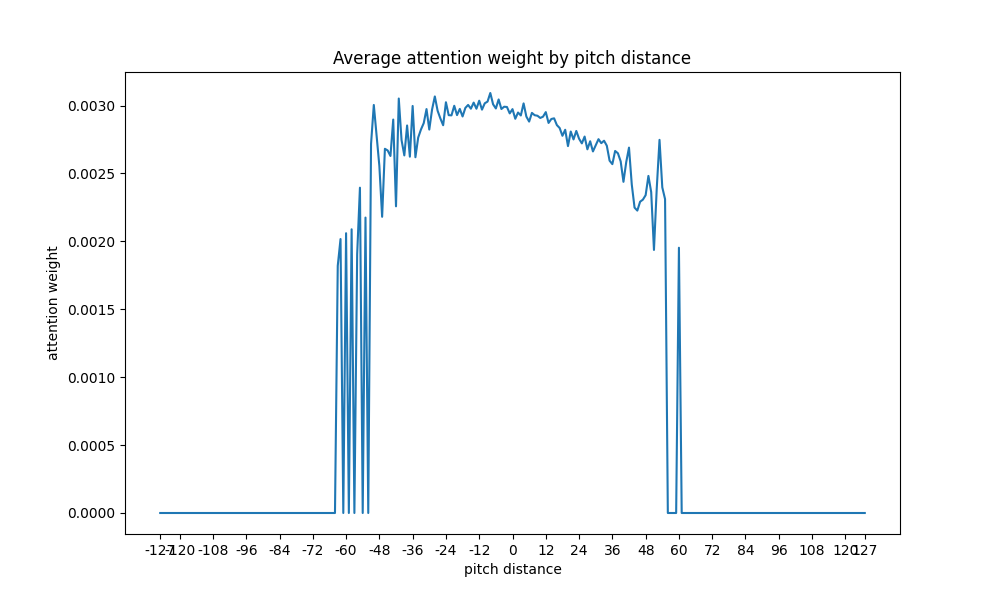 Average attention weight by pitch distance
attention weight
0.0030
0.0025
0.0020
0.0015
0.0010
0.0005
0.0000
-127 -120 -108 -96 -84 -72 -60 -48 -36 -24 -12 0 12 24 36 48 60 72 84 96 108 120 127
pitch distance